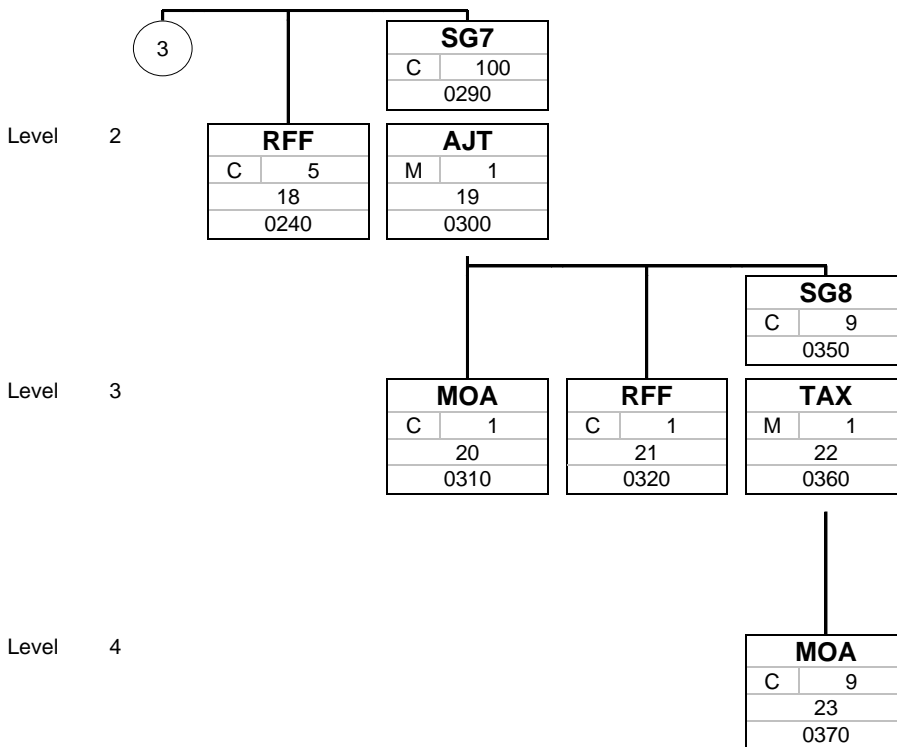 3
SG7
C 100
0290
Level 2
RFF
C 5
18
0240
AJT
M 1
19
0300
SG8
C 9
0350
Level 3
MOA
C 1
20
0310
RFF
C 1
21
0320
TAX
M 1
22
0360
Level 4
MOA
C 9
23
0370